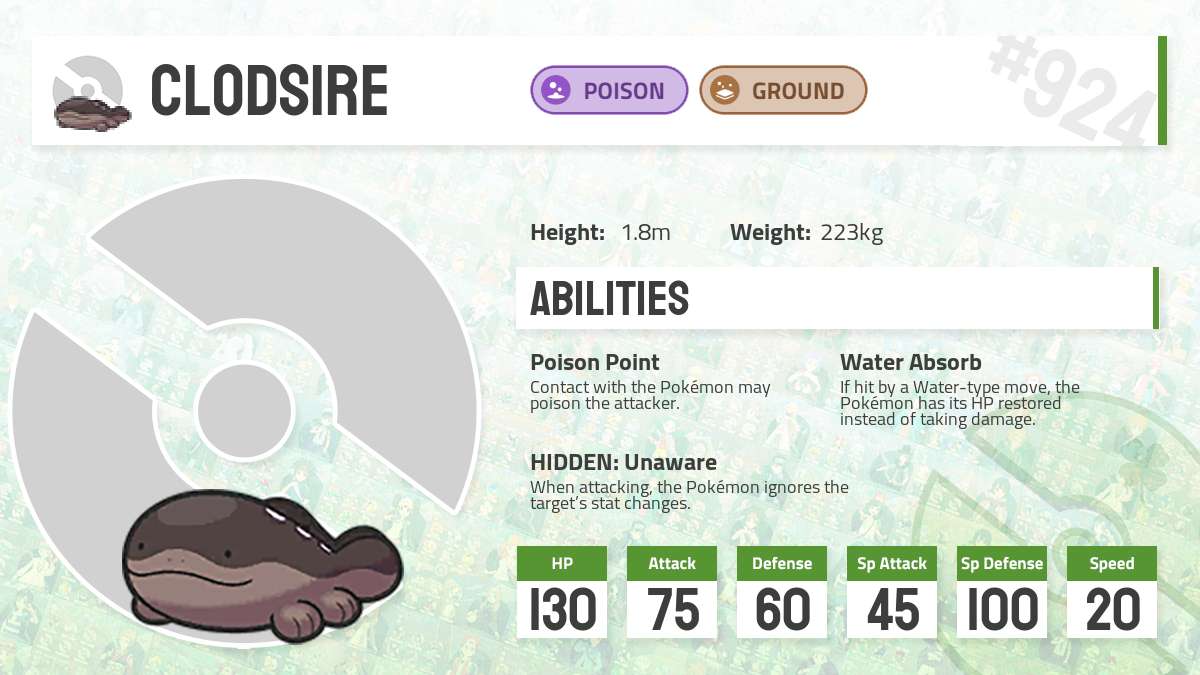 CLODSIRE
POISON
GROUND
#924
Height: 1.8m
Weight: 223kg
ABILITIES
Poison Point
Contact with the Pokémon may
poison the attacker.
Water Absorb
If hit by a Water-type move, the
Pokémon has its HP restored
instead of taking damage.
HIDDEN: Unaware
When attacking, the Pokémon ignores the
target's stat changes.
HP
130
Attack
75
Defense
60
Sp Attack
45
Sp Defense
100
Speed
20